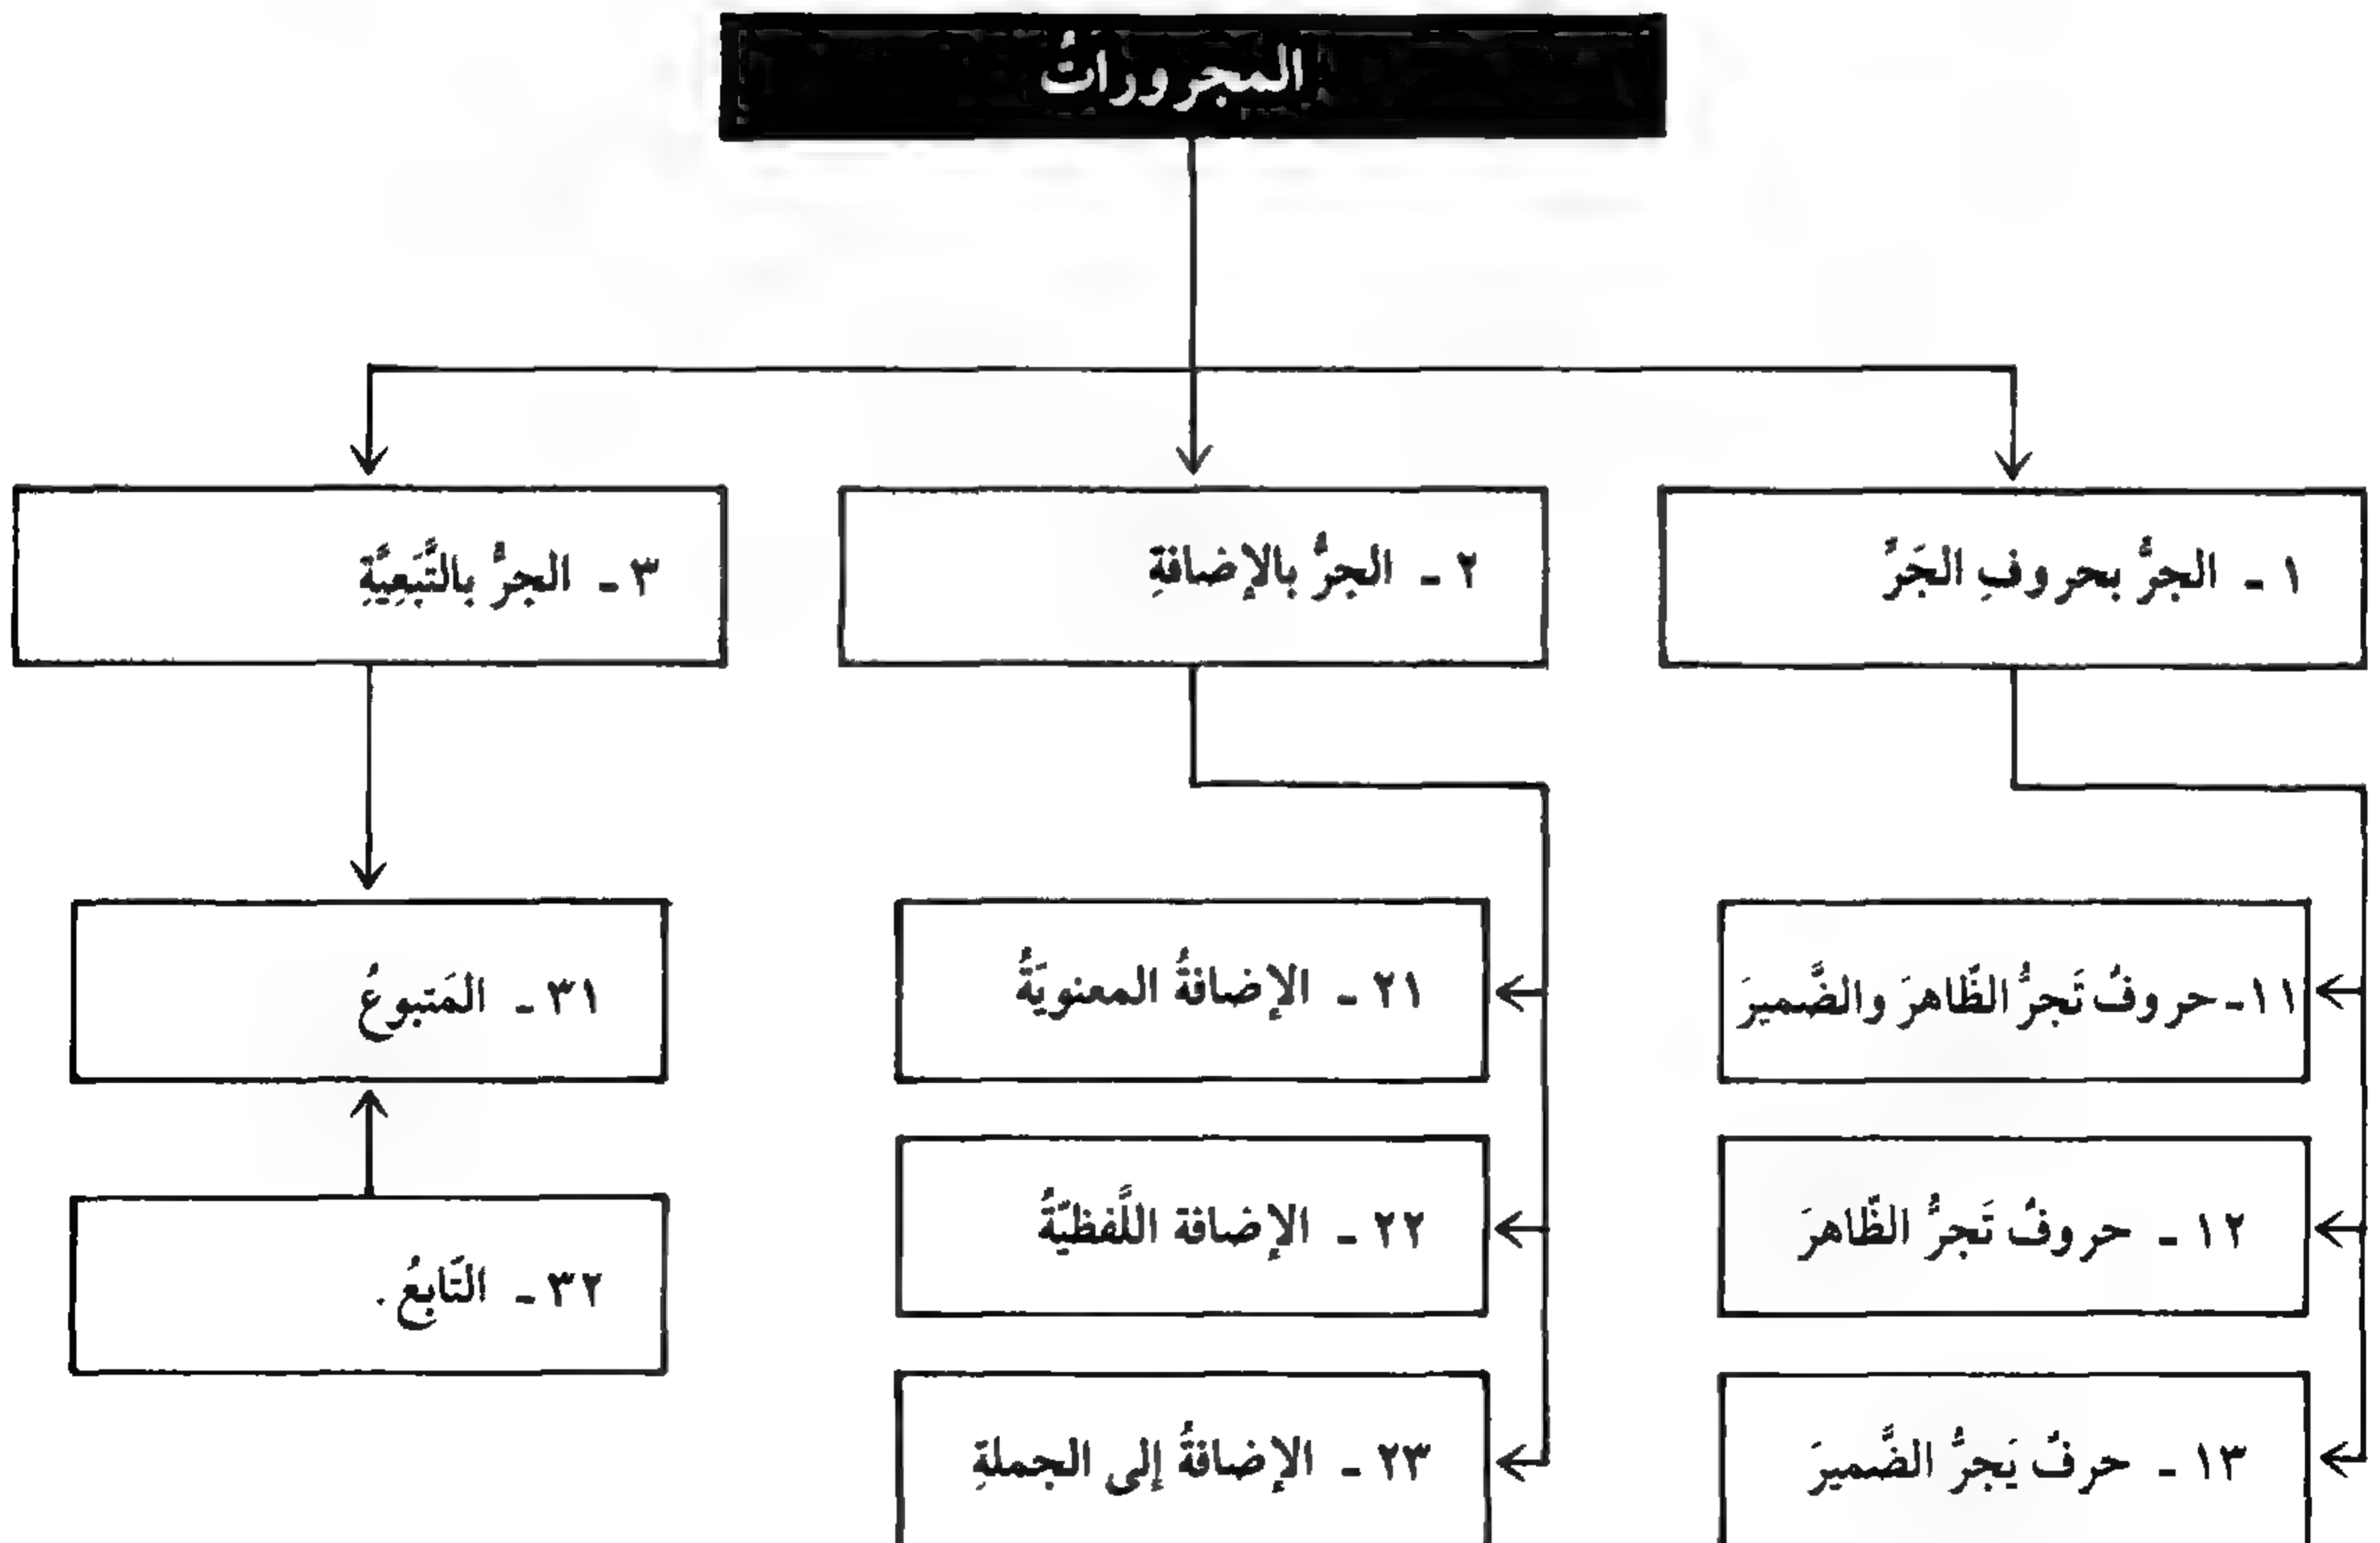 المجروراتُ
١ ـ الجرُّ بحروفِ الجَرِّ
٢ ـ الجرُّ بالإضافةِ
٣ ـ الجرُّ بالتَّبَعِيَّةِ
١١ـ حروفٌ تَجرُّ الظَّاهرَ والضَّميرَ
٢١ ـ الإضافةُ المعنويَّةُ
٣١ ـ المَتبوعُ
١٢ ـ حروفٌ تَجرُّ الظَّاهرَ
٢٢ ـ الإضافة اللَّفظيَّةُ
٣٢ ـ التَّابعُ.
١٣ ـ حرفٌ يَجرُّ الضَّميرَ
٢٣ ـ الإضافةُ إلى الجملةِ